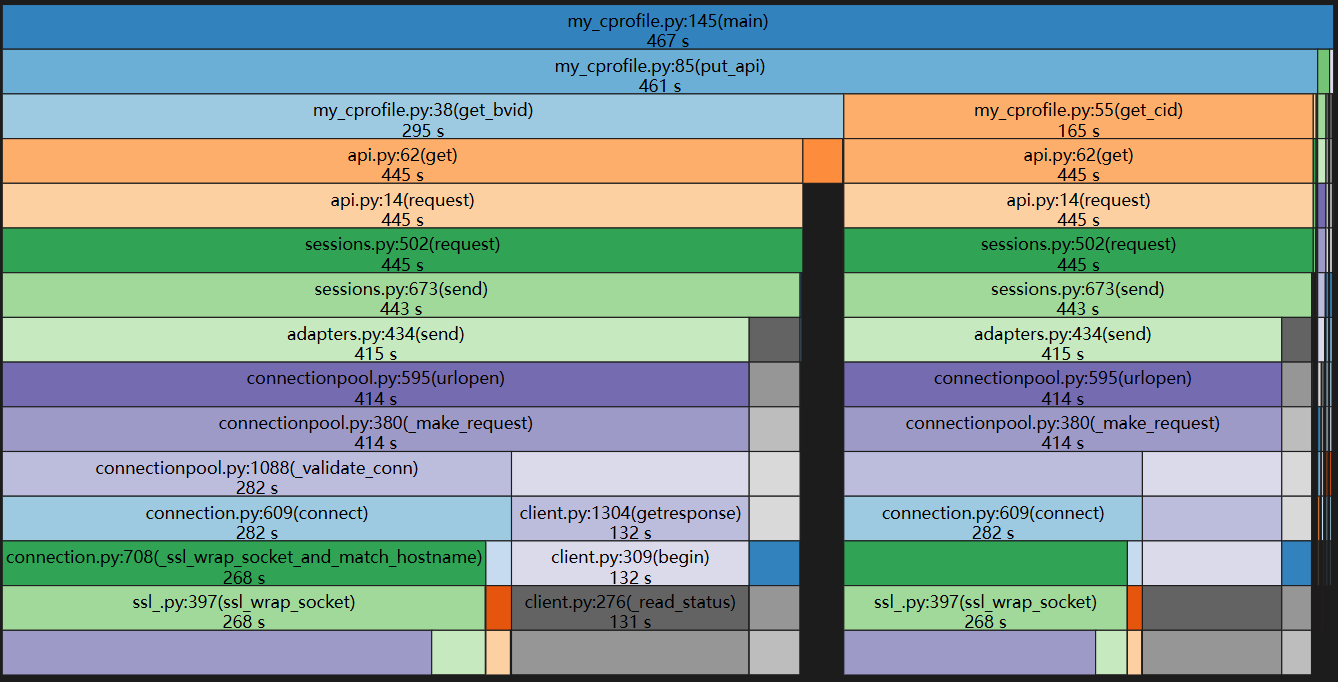 my_cprofile.py:145(main)
467 s
my_cprofile.py:85(put_api)
461 s
my_cprofile.py:38(get_bvid)
295 s
my_cprofile.py:55(get_cid)
165 s
api.py:62(get)
445 s
api.py:62(get)
445 s
api.py:14(request)
445 s
api.py:14(request)
445 s
sessions.py:502(request)
445 s
sessions.py:502(request)
445 s
sessions.py:673(send)
443 s
sessions.py:673(send)
443 s
adapters.py:434(send)
415 s
adapters.py:434(send)
415 s
connectionpool.py:595(urlopen)
414 s
connectionpool.py:595(urlopen)
414 s
connectionpool.py:380(_make_request)
414 s
connectionpool.py:380(_make_request)
414 s
connectionpool.py:1088(_validate_conn)
282 s
connection.py:609(connect)
282 s
client.py:1304(getresponse)
132 s
connection.py:609(connect)
282 s
connection.py:708(_ssl_wrap_socket_and_match_hostname)
268 s
client.py:309(begin)
132 s
ssl_.py:397(ssl_wrap_socket)
268 s
client.py:276(_read_status)
131 s
ssl_.py:397(ssl_wrap_socket)
268 s